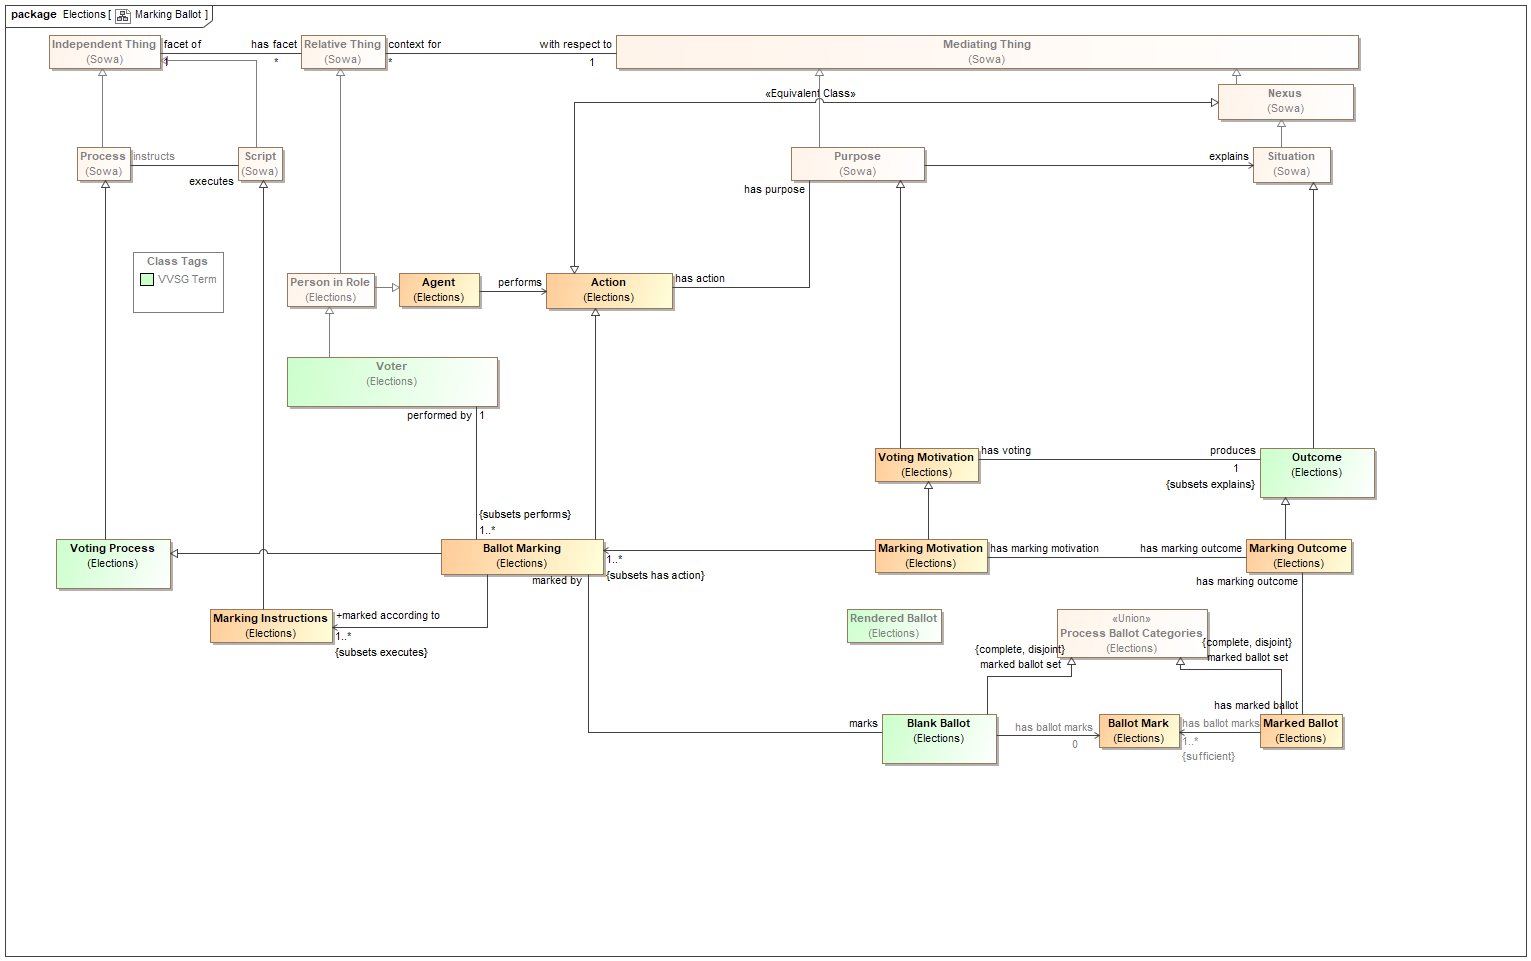 package Elections [ Marking Ballot ]
Independent Thing
(Sowa)
facet of
1
has facet
*
Relative Thing
(Sowa)
context for
*
with respect to
1
Mediating Thing
(Sowa)
«Equivalent Class»
Nexus
(Sowa)
Process
(Sowa)
instructs
executes
Script
(Sowa)
Purpose
(Sowa)
has purpose
explains
Situation
(Sowa)
Class Tags
VVSG Term
Person in Role
(Elections)
Agent
(Elections)
performs
Action
(Elections)
has action
Voter
(Elections)
performed by
1
Voting Motivation
(Elections)
has voting
produces
1
{subsets explains}
Outcome
(Elections)
{subsets performs}
1..*
Voting Process
(Elections)
Ballot Marking
(Elections)
marked by
1..*
{subsets has action}
Marking Motivation
(Elections)
has marking motivation
has marking outcome
Marking Outcome
(Elections)
has marking outcome
Marking Instructions
(Elections)
+marked according to
1..*
{subsets executes}
Rendered Ballot
(Elections)
«Union»
Process Ballot Categories
(Elections)
{complete, disjoint}
marked ballot set
{complete, disjoint}
marked ballot set
has marked ballot
marks
Blank Ballot
(Elections)
has ballot marks
0
Ballot Mark
(Elections)
has ballot marks
1..*
{sufficient}
Marked Ballot
(Elections)